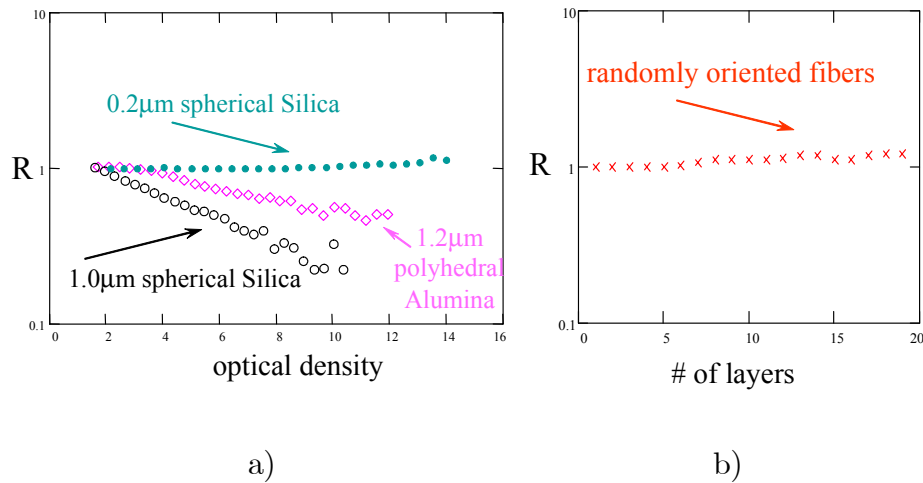 10
0.2μm spherical Silica
R
1
1.2μm
polyhedral
Alumina
1.0μm spherical Silica
0.1
0 2 4 6 8 10 12 14 16
optical density
a)
10
randomly oriented fibers
R
1
0.1
0 5 10 15 20
# of layers
b)